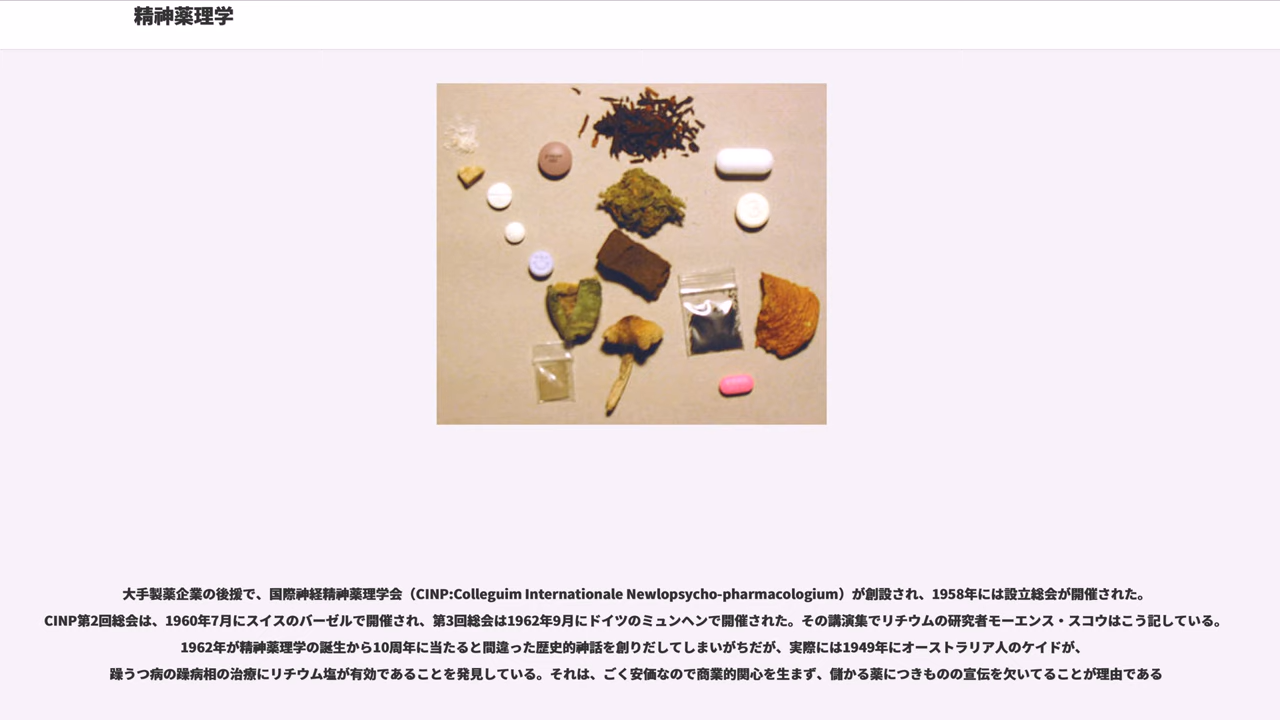 精神薬理学
大手製薬企業の後援で、国際神経精神薬理学会（CINP:Colleguim Internationale Newlopsycho-pharmacologium）が創設され、1958年には設立総会が開催された。
CINP第2回総会は、1960年7月にスイスのバーゼルで開催され、第3回総会は1962年9月にドイツのミュンヘンで開催された。その講演集でリチウムの研究者モーエンス・スコウはこう記している。
1962年が精神薬理学の誕生から10周年に当たると間違った歴史的神話を創りだしてしまいがちだが、実際には1949年にオーストラリア人のケイドが、
躁うつ病の躁病相の治療にリチウム塩が有効であることを発見している。それは、ごく安価なので商業的関心を生まず、儲かる薬につきものの宣伝を欠いてることが理由である